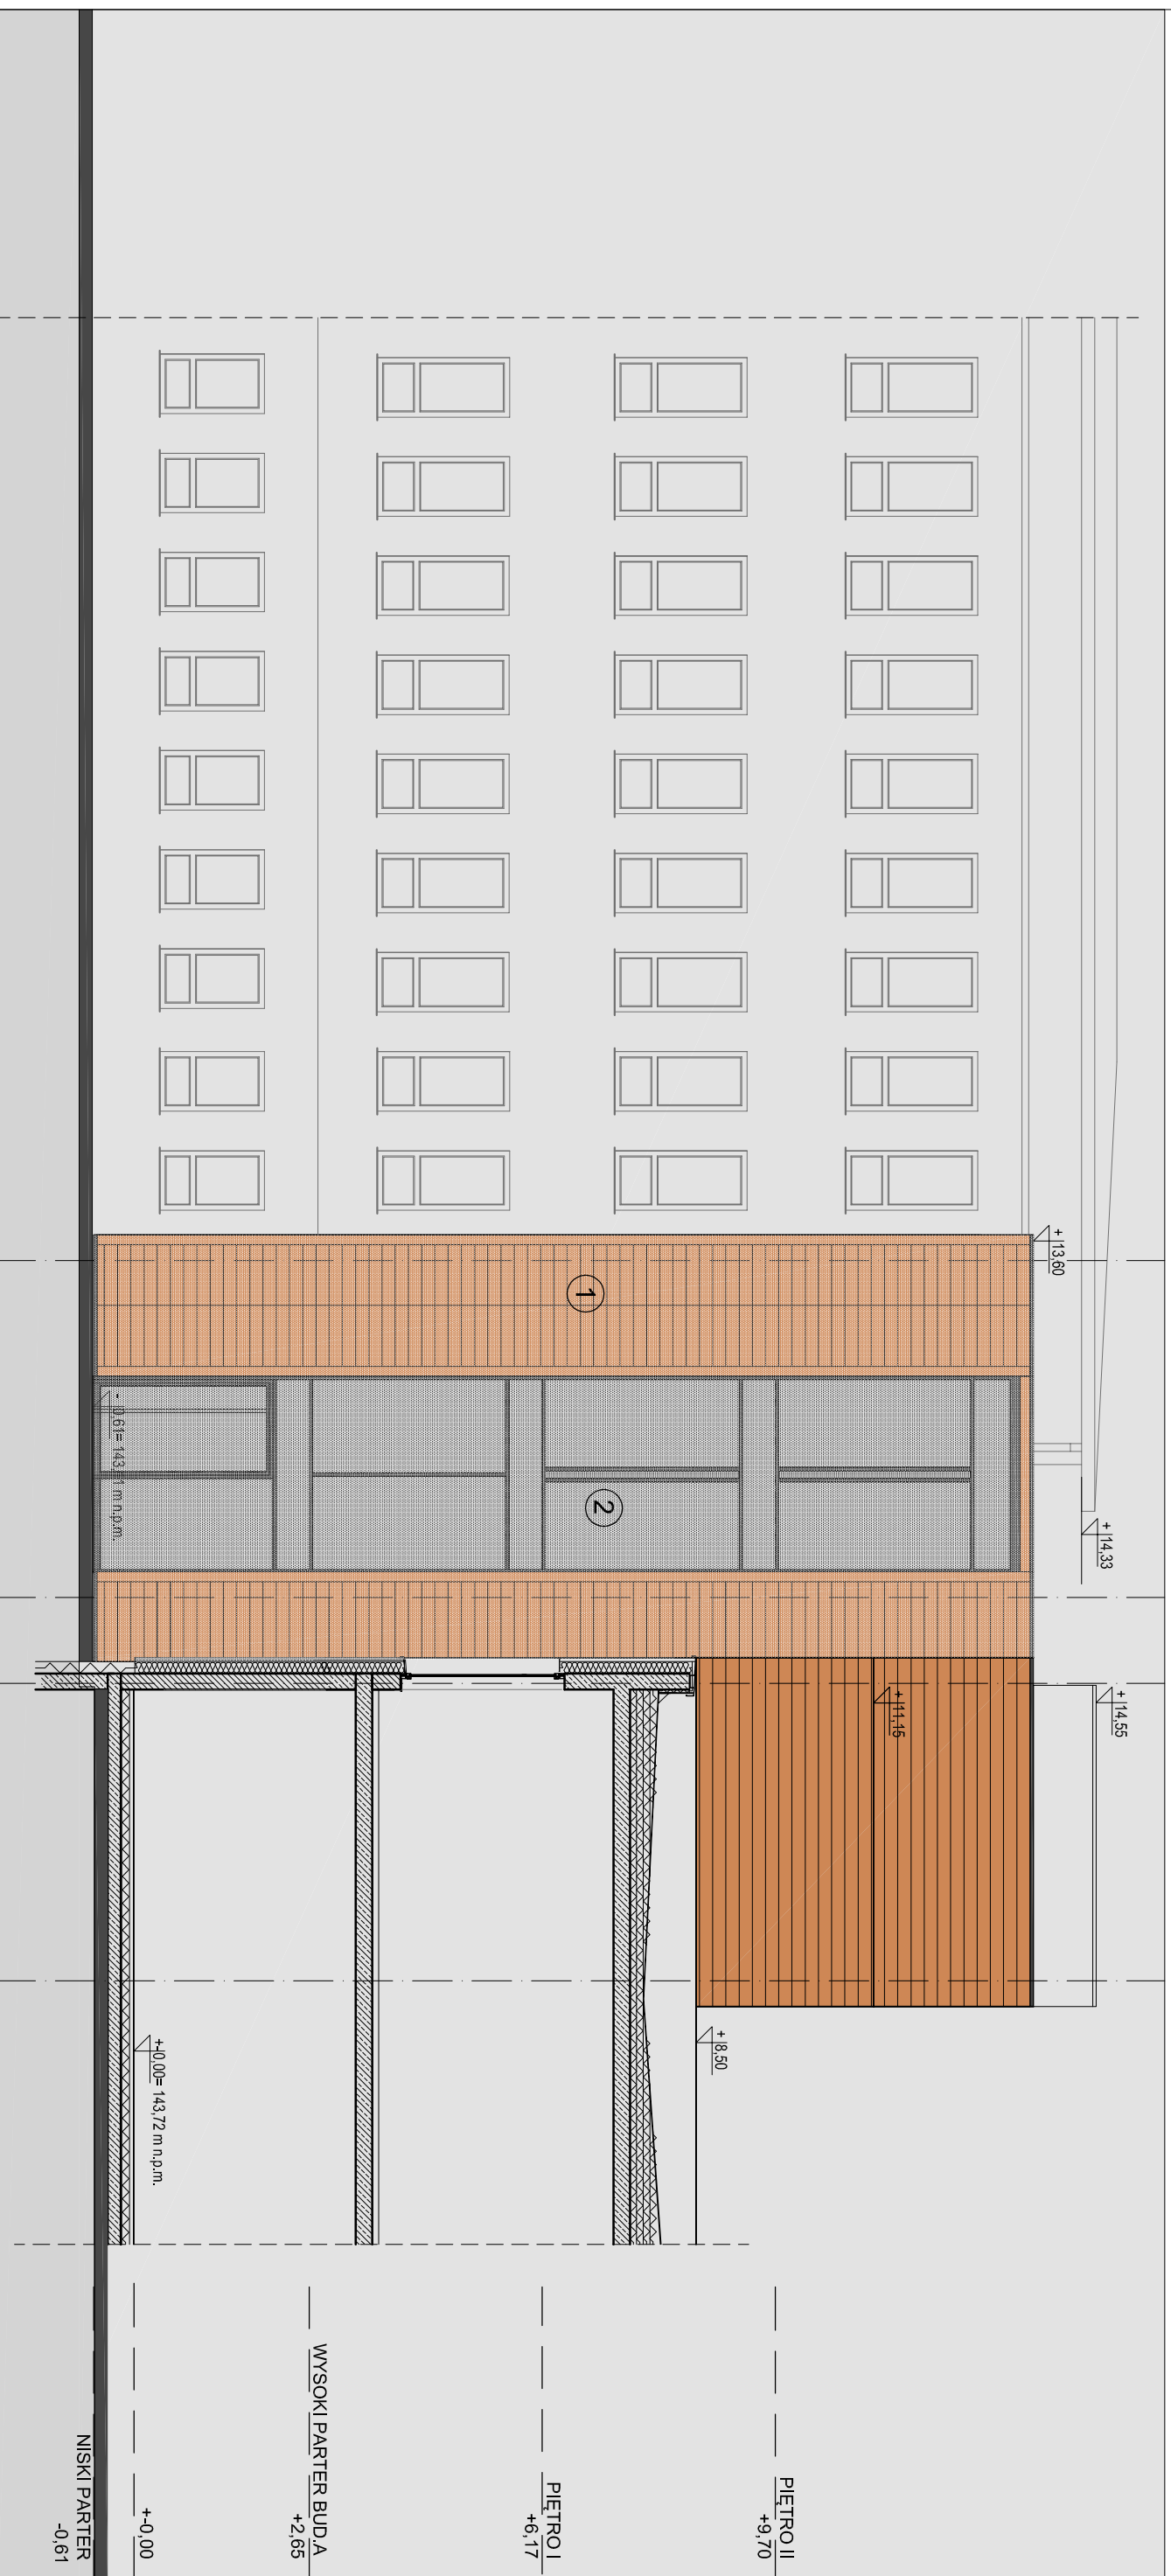 + 14,33
+ 14,55
+ 13,60
+ 11,15
PIĘTRO II
+9,70
+ 8,50
1
2
PIĘTRO I
+6,17
WYSOKI PARTER BUD.A
+2,65
+-0,00= 143,72 m n.p.m.
+-0,00
- 0,61= 143,11 m n.p.m.
NISKI PARTER
-0,61